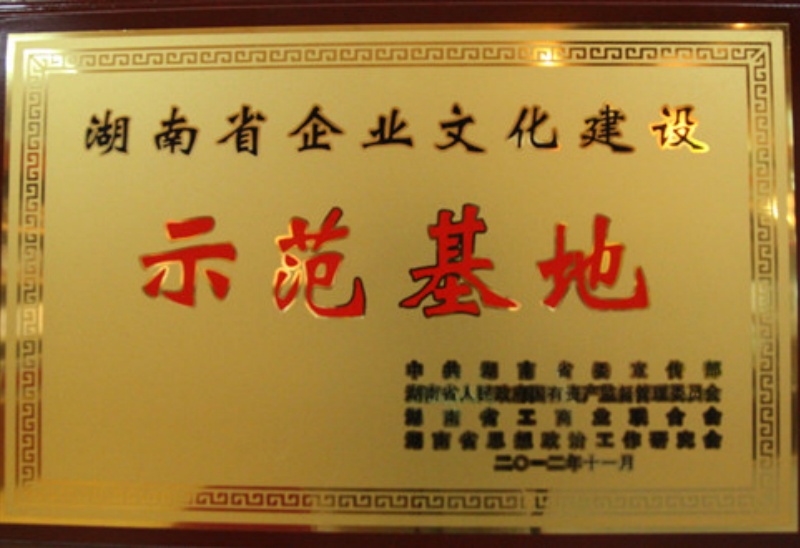 湖南省企业文化建设
示范基地
中共湖南省委宣传部
湖南省人民政府国有资产监督管理委员会
湖南省工商业联合会
湖南省思想政治工作研究会
二〇一二年十一月